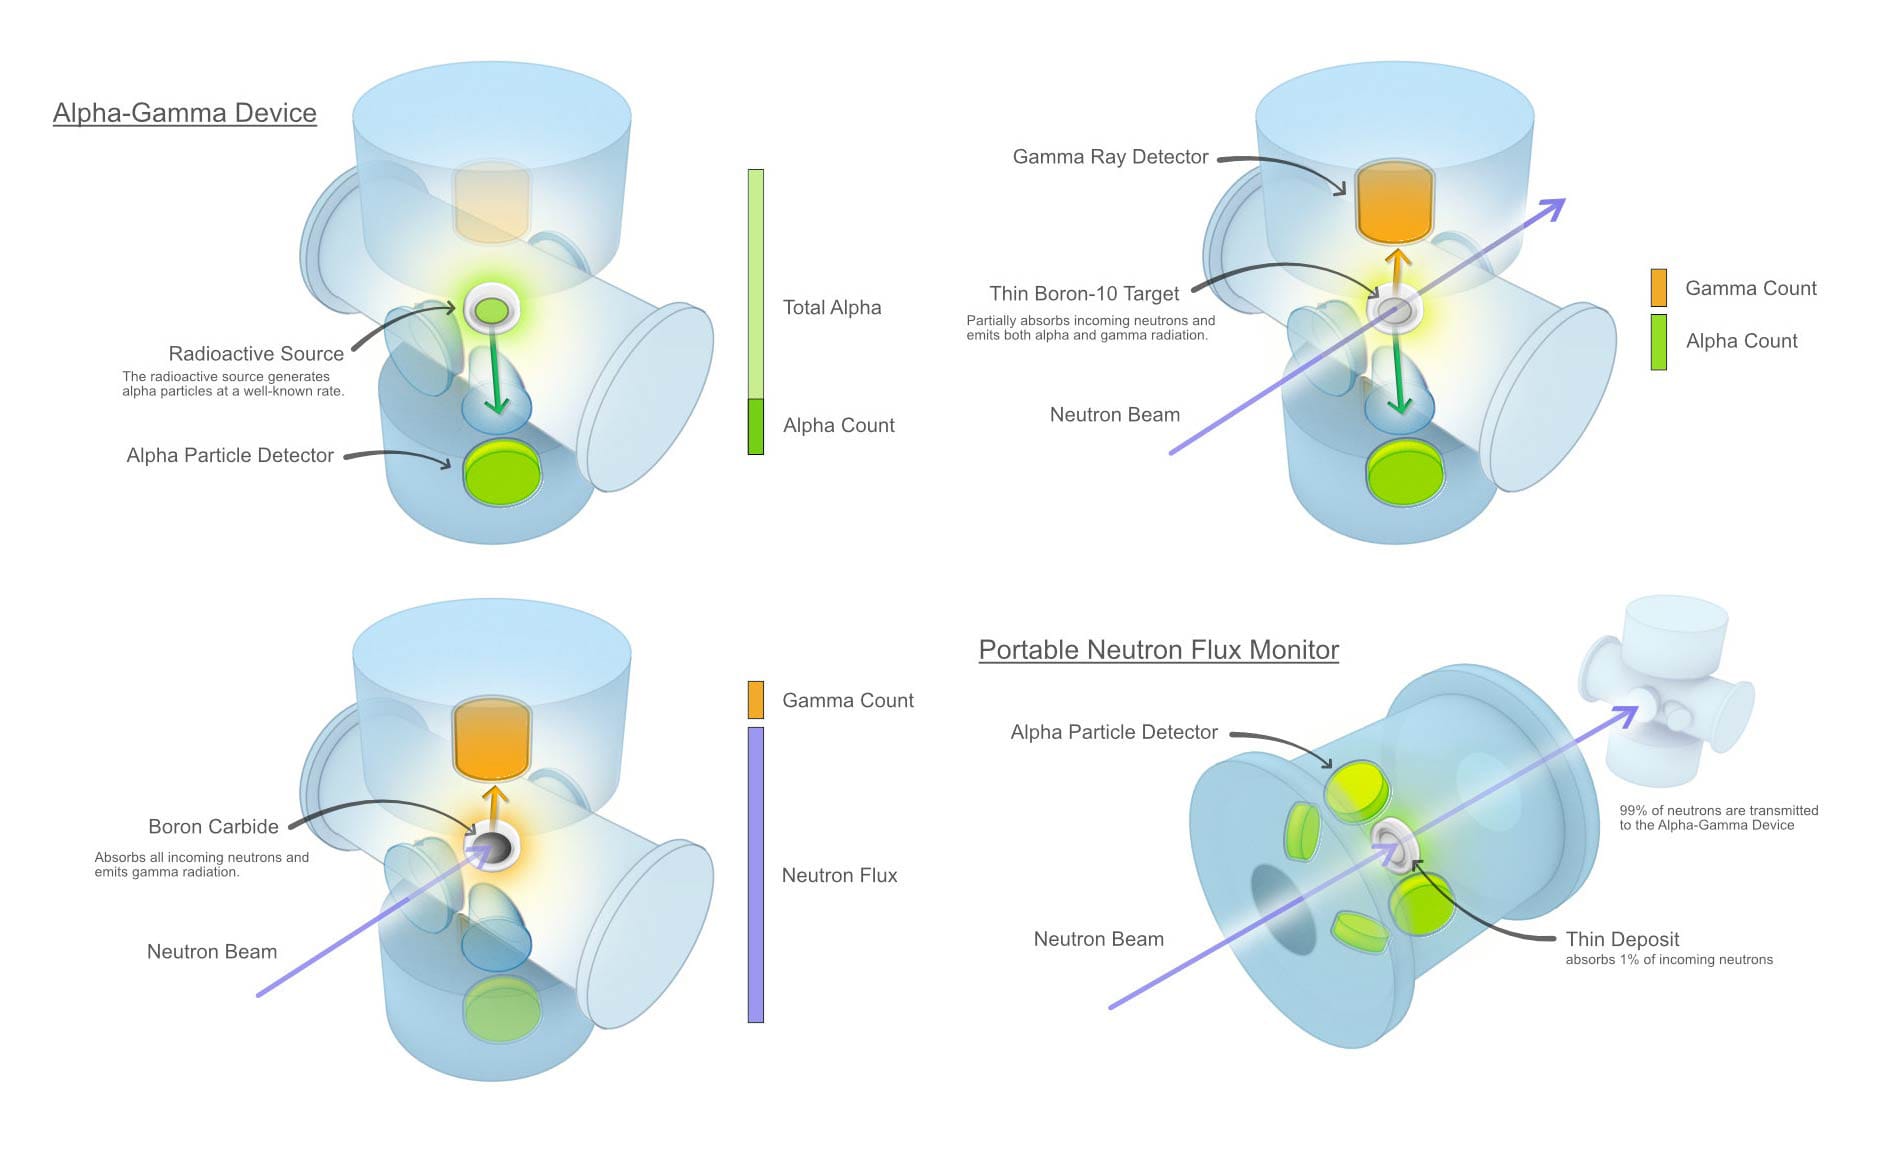 Alpha-Gamma Device
Total Alpha
Radioactive Source
The radioactive source generates
alpha particles at a well-known rate.
Alpha Count
Alpha Particle Detector
Gamma Ray Detector
Thin Boron-10 Target
Partially absorbs incoming neutrons and
emits both alpha and gamma radiation.
Gamma Count
Alpha Count
Neutron Beam
Gamma Count
Boron Carbide
Absorbs all incoming neutrons and
emits gamma radiation.
Neutron Flux
Neutron Beam
Portable Neutron Flux Monitor
Alpha Particle Detector
99% of neutrons are transmitted
to the Alpha-Gamma Device
Neutron Beam
Thin Deposit
absorbs 1% of incoming neutrons